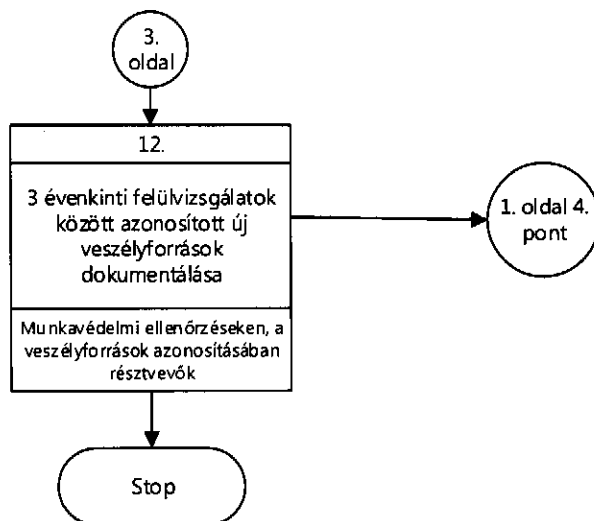 3.
oldal
12.
3 évenkinti felülvizsgálatok
között azonosított új
veszélyforrások
dokumentálása
1. oldal 4.
pont
Munkavédelmi ellenőrzéseken, a
veszélyforrások azonosításában
résztvevők
Stop